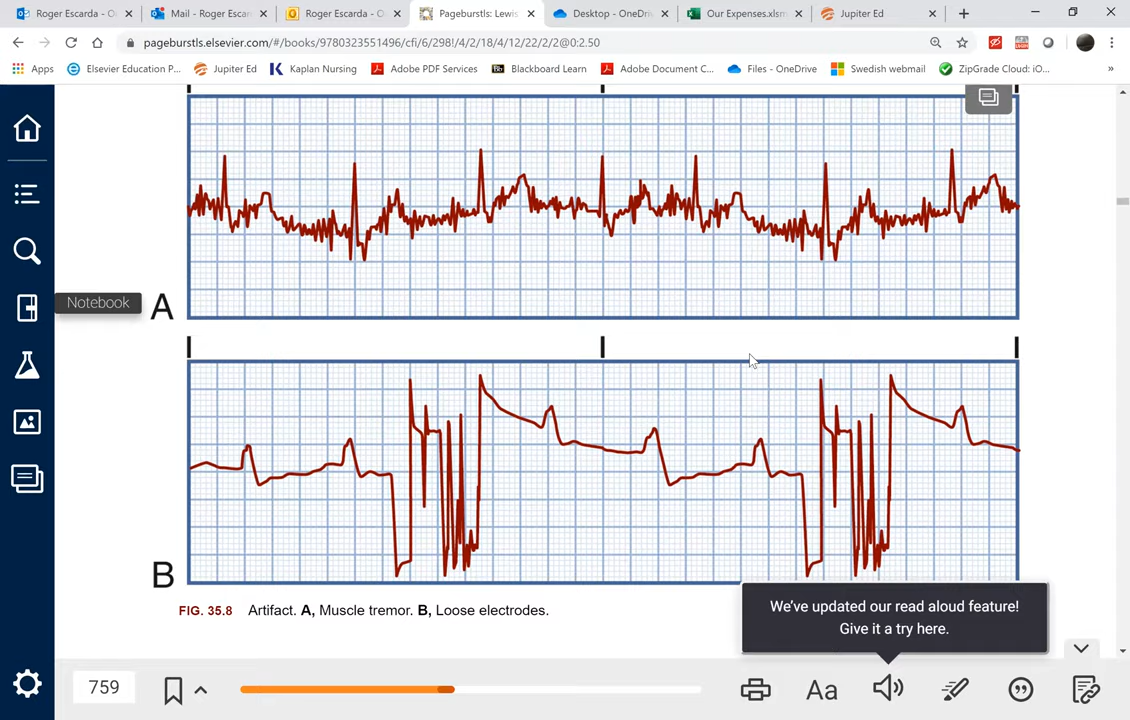 Roger Escarda - O
Mail - Roger Escar
Roger Escarda - O
Pageburstls: Lewis
Desktop - OneDriv
Our Expenses.xlsm
Jupiter Ed
pageburstls.elsevier.com/#/books/9780323551496/cfi/6/298!/4/2/18/4/12/22/2/2@0:2.50
Apps
Elsevier Education P...
Jupiter Ed
Kaplan Nursing
Adobe PDF Services
Blackboard Learn
Adobe Document C...
Files - OneDrive
Swedish webmail
ZipGrade Cloud: iO...
»
Notebook
A
B
FIG. 35.8 Artifact. A, Muscle tremor. B, Loose electrodes.
We've updated our read aloud feature!
Give it a try here.
759
Aa